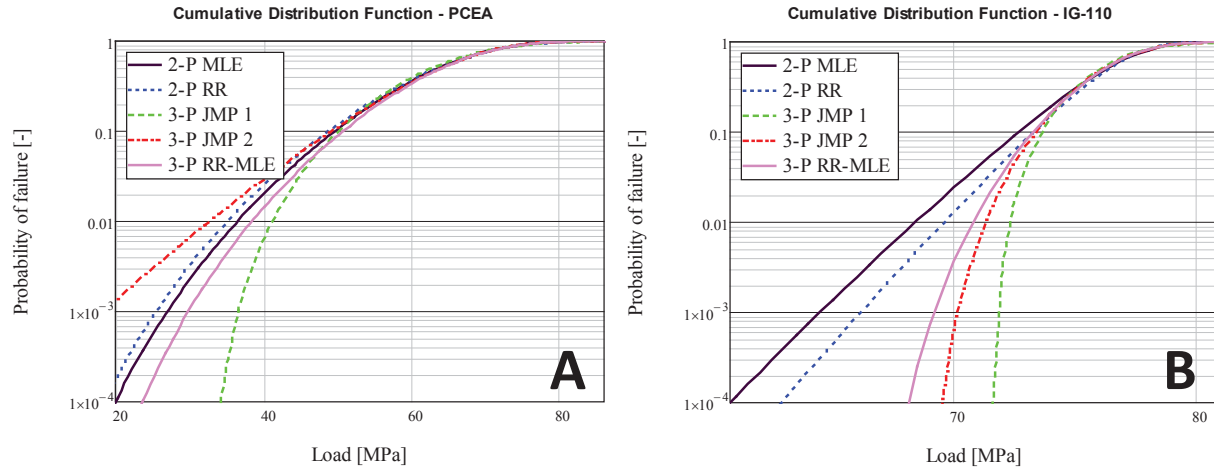 Cumulative Distribution Function - PCEA
1
0.1
0.01
1×10⁻³
1×10⁻⁴
Probability of failure [-]
2-P MLE
2-P RR
3-P JMP 1
3-P JMP 2
3-P RR-MLE
A
20 40 60 80
Load [MPa]
Cumulative Distribution Function - IG-110
1
0.1
0.01
1×10⁻³
1×10⁻⁴
Probability of failure [-]
2-P MLE
2-P RR
3-P JMP 1
3-P JMP 2
3-P RR-MLE
B
70 80
Load [MPa]